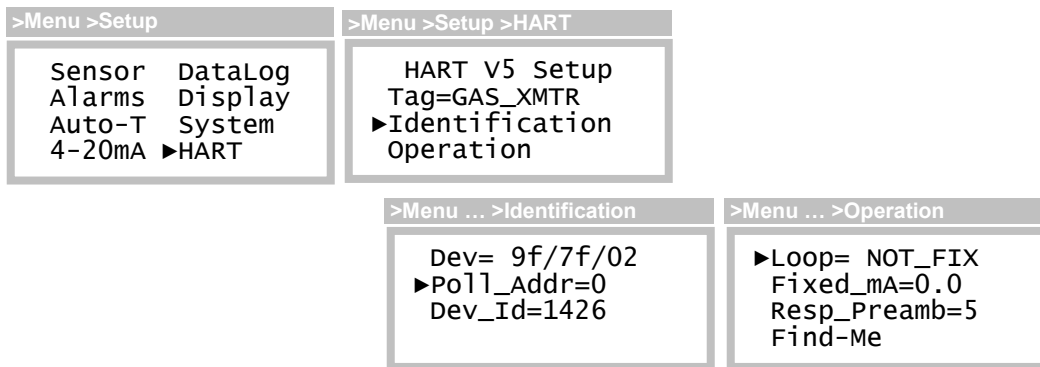 >Menu >Setup
Sensor DataLog
Alarms Display
Auto-T System
4-20mA ►HART
>Menu >Setup >HART
HART V5 Setup
Tag=GAS_XMTR
►Identification
Operation
>Menu … >Identification
Dev= 9f/7f/02
►Poll_Addr=0
Dev_Id=1426
>Menu … >Operation
►Loop= NOT_FIX
Fixed_mA=0.0
Resp_Preamb=5
Find-Me